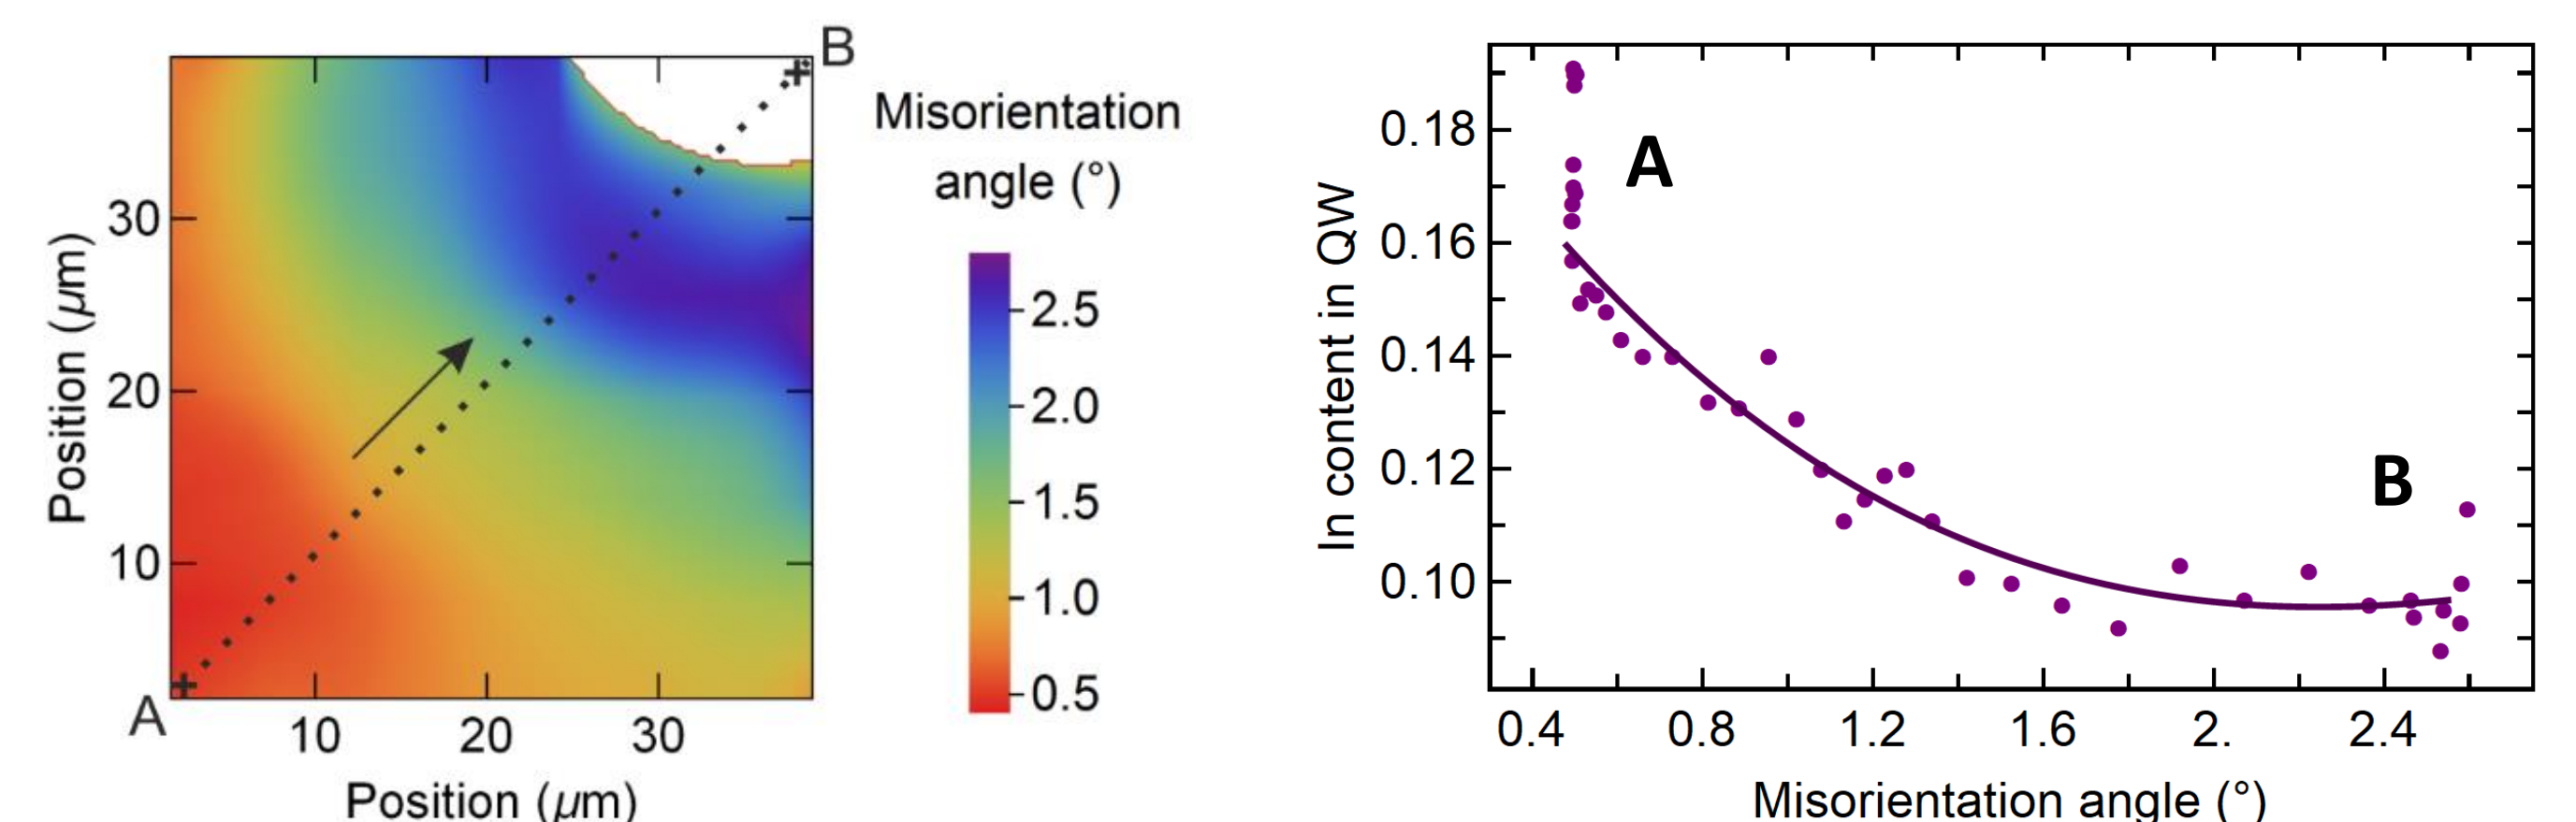 B
Misorientation
angle (°)
30
20
10
Position (µm)
2.5
2.0
1.5
1.0
0.5
A
10
20
30
Position (µm)
0.18
0.16
0.14
0.12
0.10
In content in QW
A
B
0.4
0.8
1.2
1.6
2.
2.4
Misorientation angle (°)